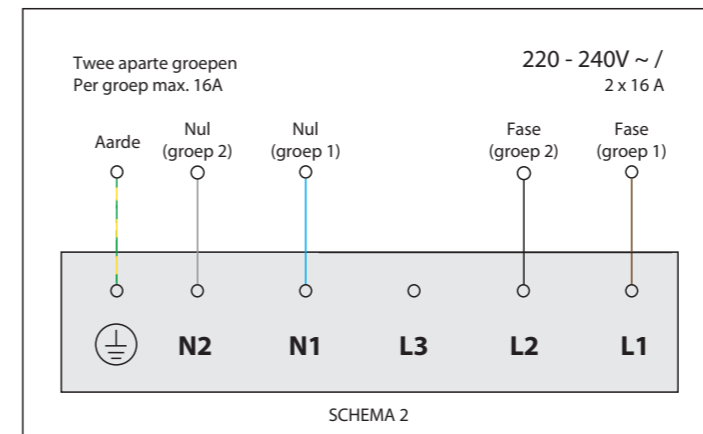 Twee aparte groepen
Per groep max. 16A
220 - 240V ~ /
2 x 16 A
Aarde
Nul
(groep 2)
Nul
(groep 1)
Fase
(groep 2)
Fase
(groep 1)
N2 N1 L3 L2 L1
SCHEMA 2